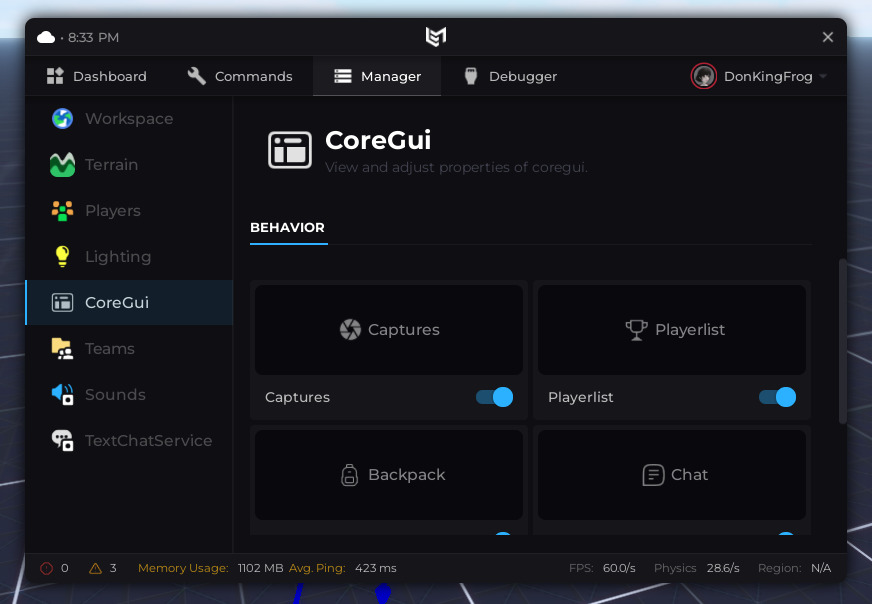 • 8:33 PM
Dashboard Commands Manager Debugger DonKingFrog
Workspace
Terrain
Players
Lighting
CoreGui
Teams
Sounds
TextChatService
CoreGui
View and adjust properties of coregui.
BEHAVIOR
Captures Playerlist
Captures Playerlist
Backpack Chat
0 3 Memory Usage: 1102 MB Avg. Ping: 423 ms FPS: 60.0/s Physics 28.6/s Region: N/A